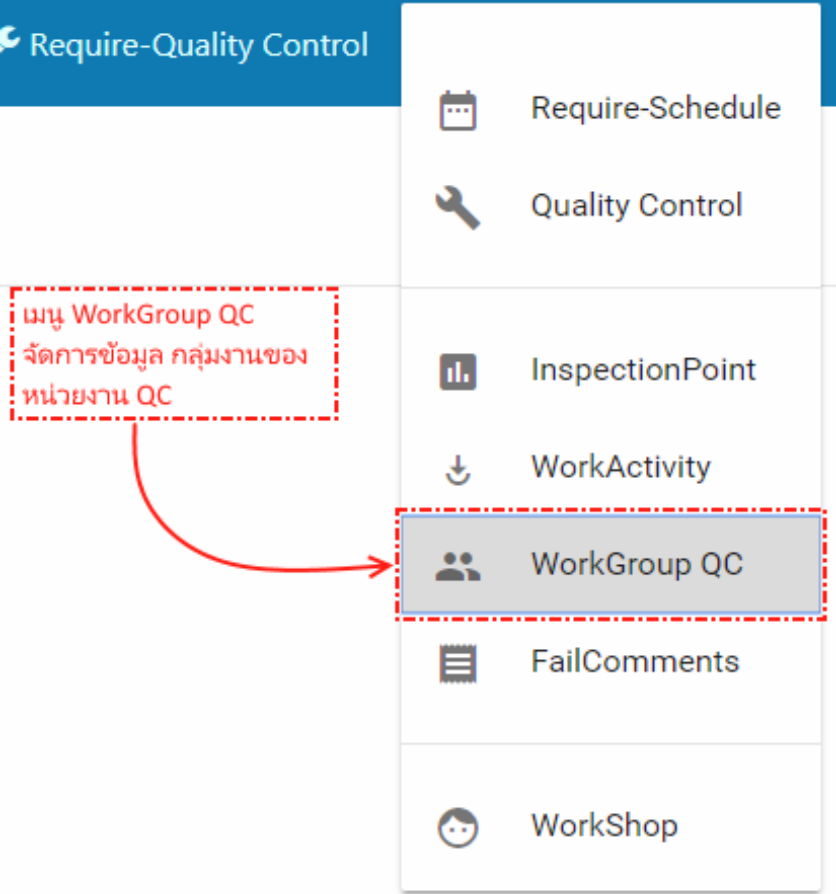 Require-Quality Control
Require-Schedule
Quality Control
เมนู WorkGroup QC
จัดการข้อมูล กลุ่มงานของ
หน่วยงาน QC
InspectionPoint
WorkActivity
WorkGroup QC
FailComments
WorkShop